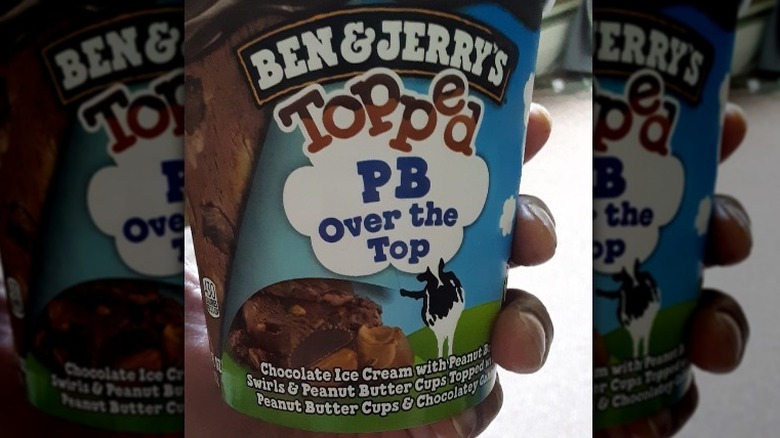 BEN & JERRY'S
Topped
PB
Over the
Top
Chocolate Ice Cream with Peanut
Swirls & Peanut Butter Cups Topped
Peanut Butter Cups & Chocolatey